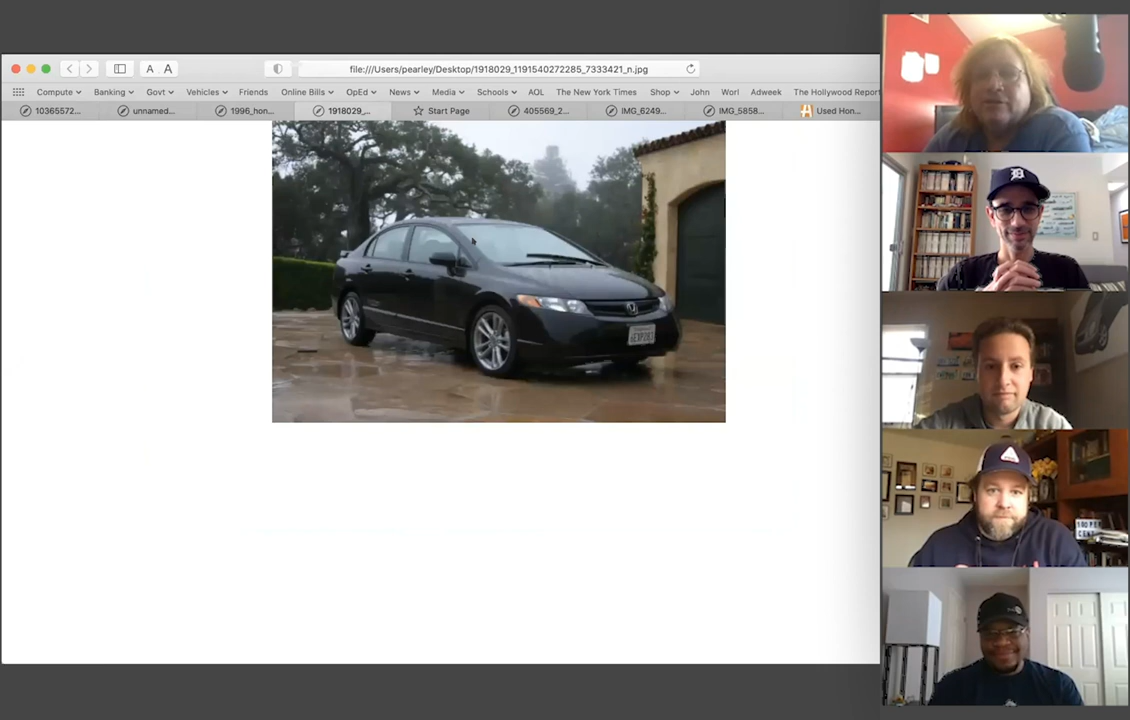 A A
file:///Users/pearley/Desktop/1918029_1191540272285_7333421_n.jpg
Compute Banking Govt Vehicles Friends Online Bills OpEd News Media Schools AOL The New York Times Shop John Worl Adweek The Hollywood Report
10365572... unnamed... 1996_hon... 1918029_... Start Page 405569_2... IMG_6249... IMG_5858... Used Hon...
D